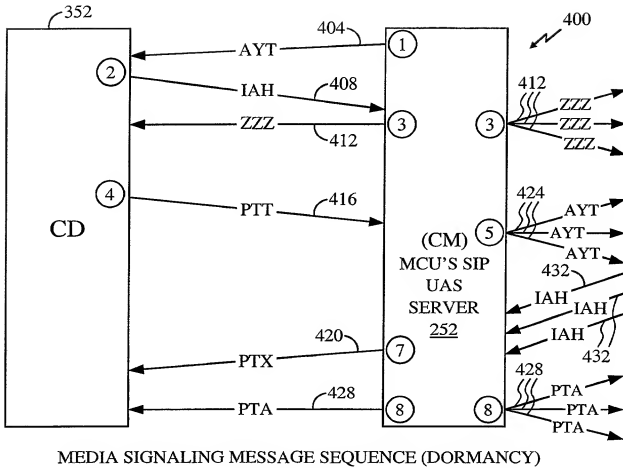 352
404
400
1
AYT
2
IAH
408
412
ZZZ
ZZZ
ZZZ
3
3
ZZZ
412
4
PTT
416
424
AYT
AYT
AYT
5
CD
(CM)
MCU'S SIP
UAS
SERVER
252
432
IAH
IAH
IAH
432
420
7
PTX
428
PTA
8
8
428
PTA
PTA
PTA
MEDIA SIGNALING MESSAGE SEQUENCE (DORMANCY)